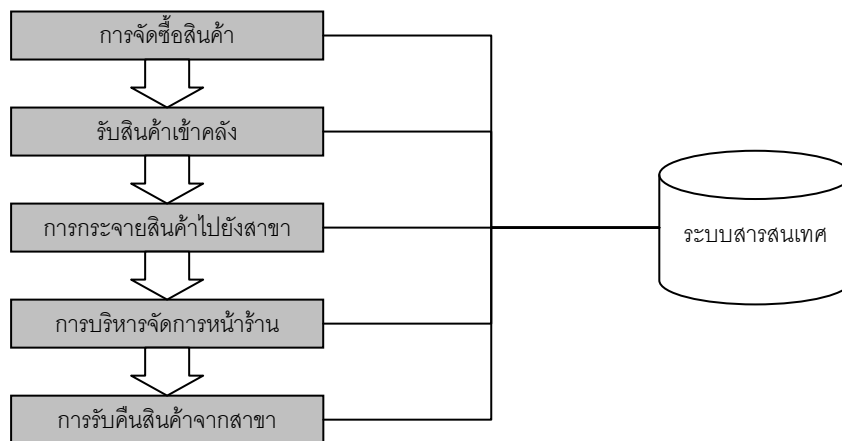 การจัดซื้อสินค้า
รับสินค้าเข้าคลัง
การกระจายสินค้าไปยังสาขา
ระบบสารสนเทศ
การบริหารจัดการหน้าร้าน
การรับคืนสินค้าจากสาขา